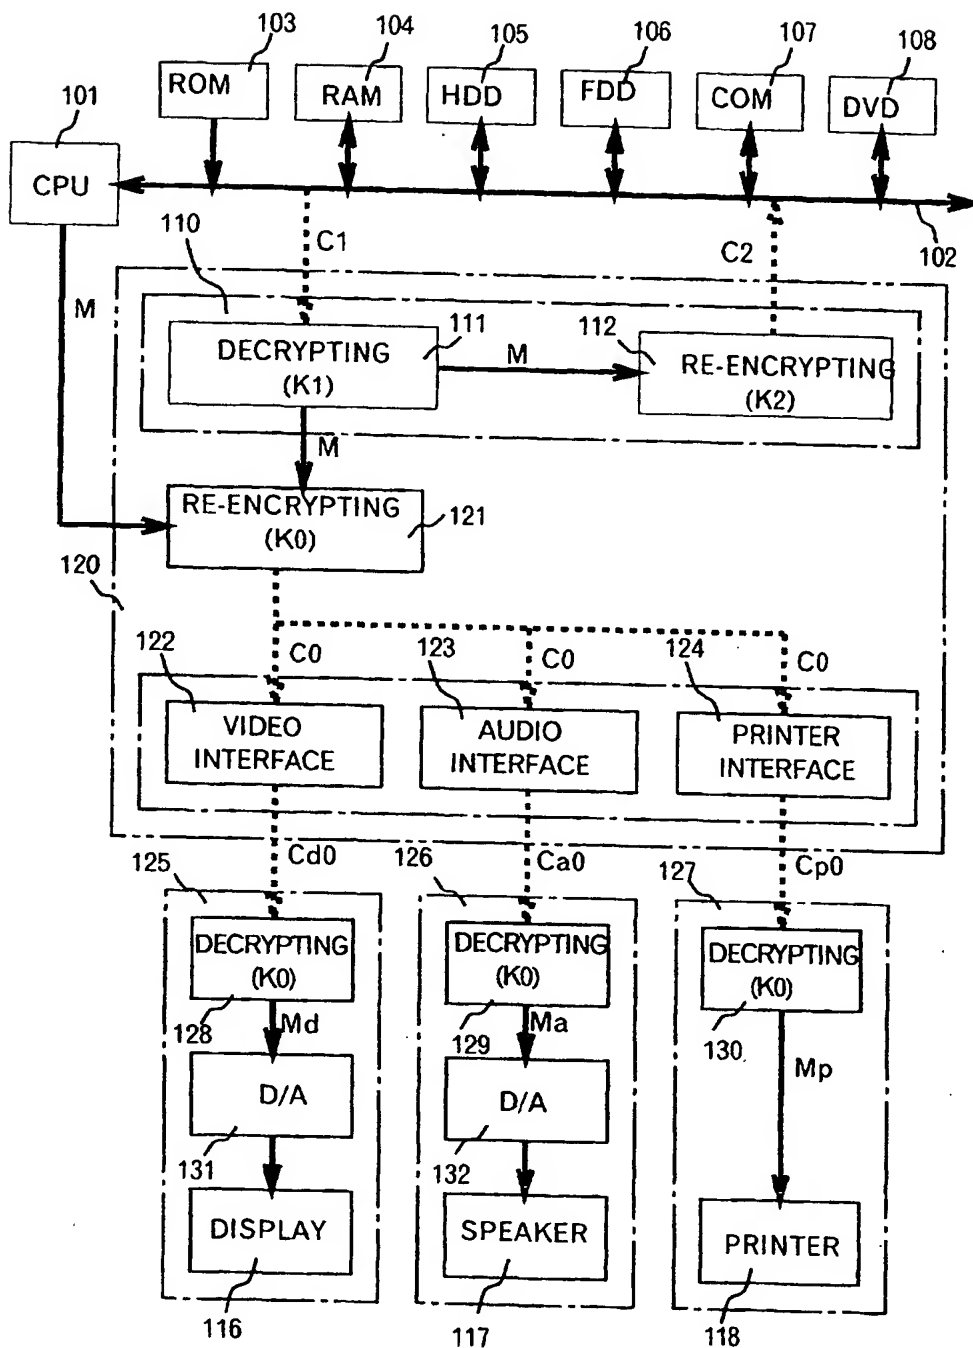 103
104
105
106
107
108
ROM
RAM
HDD
FDD
COM
DVD
101
CPU
102
110
C1
C2
M
111
112
DECRYPTING
(K1)
M
RE-ENCRYPTING
(K2)
M
RE-ENCRYPTING
(K0)
121
120
122
C0
123
C0
124
C0
VIDEO
INTERFACE
AUDIO
INTERFACE
PRINTER
INTERFACE
125
Cd0
126
Ca0
127
Cp0
DECRYPTING
(K0)
DECRYPTING
(K0)
DECRYPTING
(K0)
128
Md
129
Ma
130
Mp
D/A
D/A
131
132
DISPLAY
SPEAKER
PRINTER
116
117
118